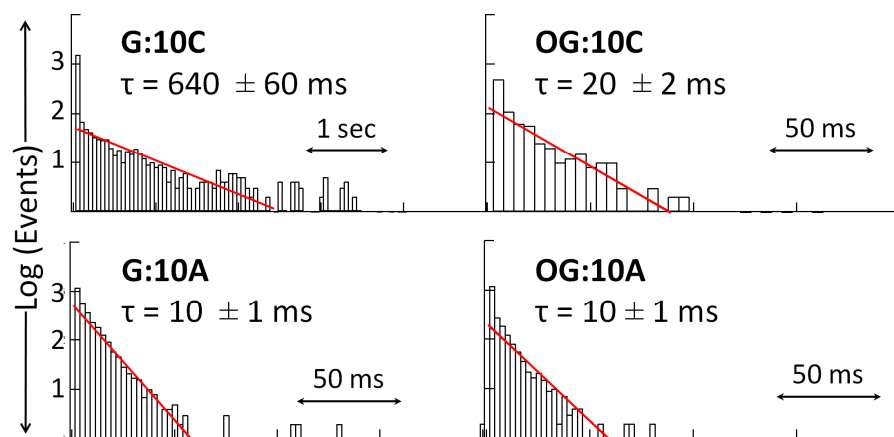 Log (Events)
G:10C
τ = 640 ± 60 ms
1 sec
3
2
1
OG:10C
τ = 20 ± 2 ms
50 ms
G:10A
τ = 10 ± 1 ms
50 ms
3
2
1
OG:10A
τ = 10 ± 1 ms
50 ms